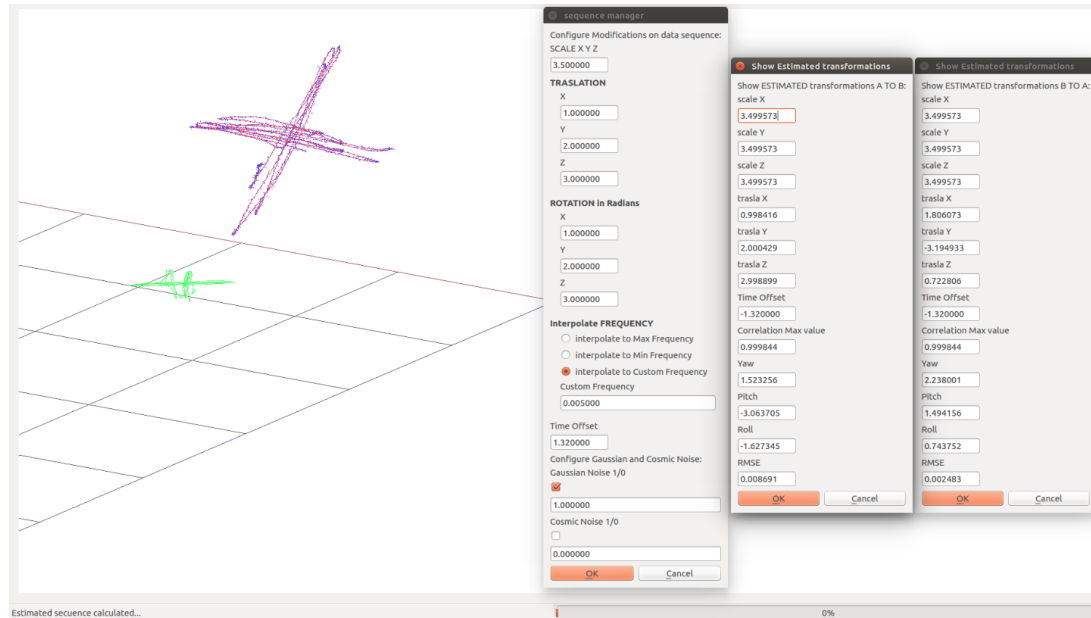 sequence manager
Configure Modifications on data sequence:
SCALE X Y Z
3.500000
TRASLATION
X
1.000000
Y
2.000000
Z
3.000000
ROTATION in Radians
X
1.000000
Y
2.000000
Z
3.000000
Interpolate FREQUENCY
interpolate to Max Frequency
interpolate to Min Frequency
interpolate to Custom Frequency
Custom Frequency
0.005000
Time Offset
1.320000
Configure Gaussian and Cosmic Noise:
Gaussian Noise 1/0
1.000000
Cosmic Noise 1/0
0.000000
OK Cancel
Show Estimated transformations
Show ESTIMATED transformations A TO B:
scale X
3.499573
scale Y
3.499573
scale Z
3.499573
trasla X
0.998416
trasla Y
2.000429
trasla Z
2.998899
Time Offset
-1.320000
Correlation Max value
0.999844
Yaw
1.523256
Pitch
-3.063705
Roll
-1.627345
RMSE
0.008691
OK Cancel
Show Estimated transformations
Show ESTIMATED transformations B TO A:
scale X
3.499573
scale Y
3.499573
scale Z
3.499573
trasla X
1.806073
trasla Y
-3.194933
trasla Z
0.722806
Time Offset
-1.320000
Correlation Max value
0.999844
Yaw
2.238001
Pitch
1.494156
Roll
0.743752
RMSE
0.002483
OK Cancel
Estimated secuence calculated...
0%